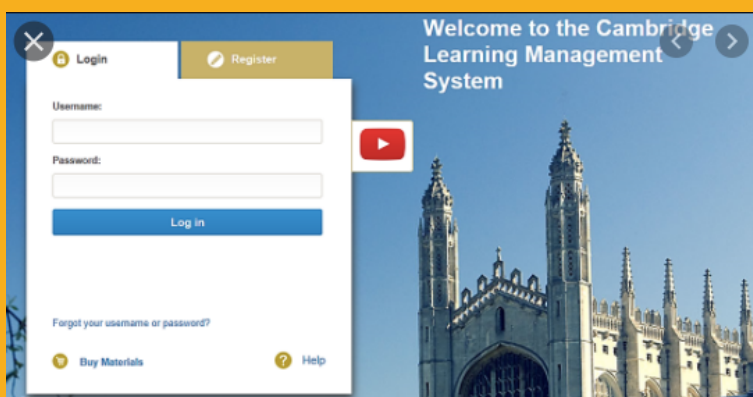 Welcome to the Cambridge
Learning Management
System
Login
Register
Username:
Password:
Log in
Forgot your username or password?
Buy Materials
Help